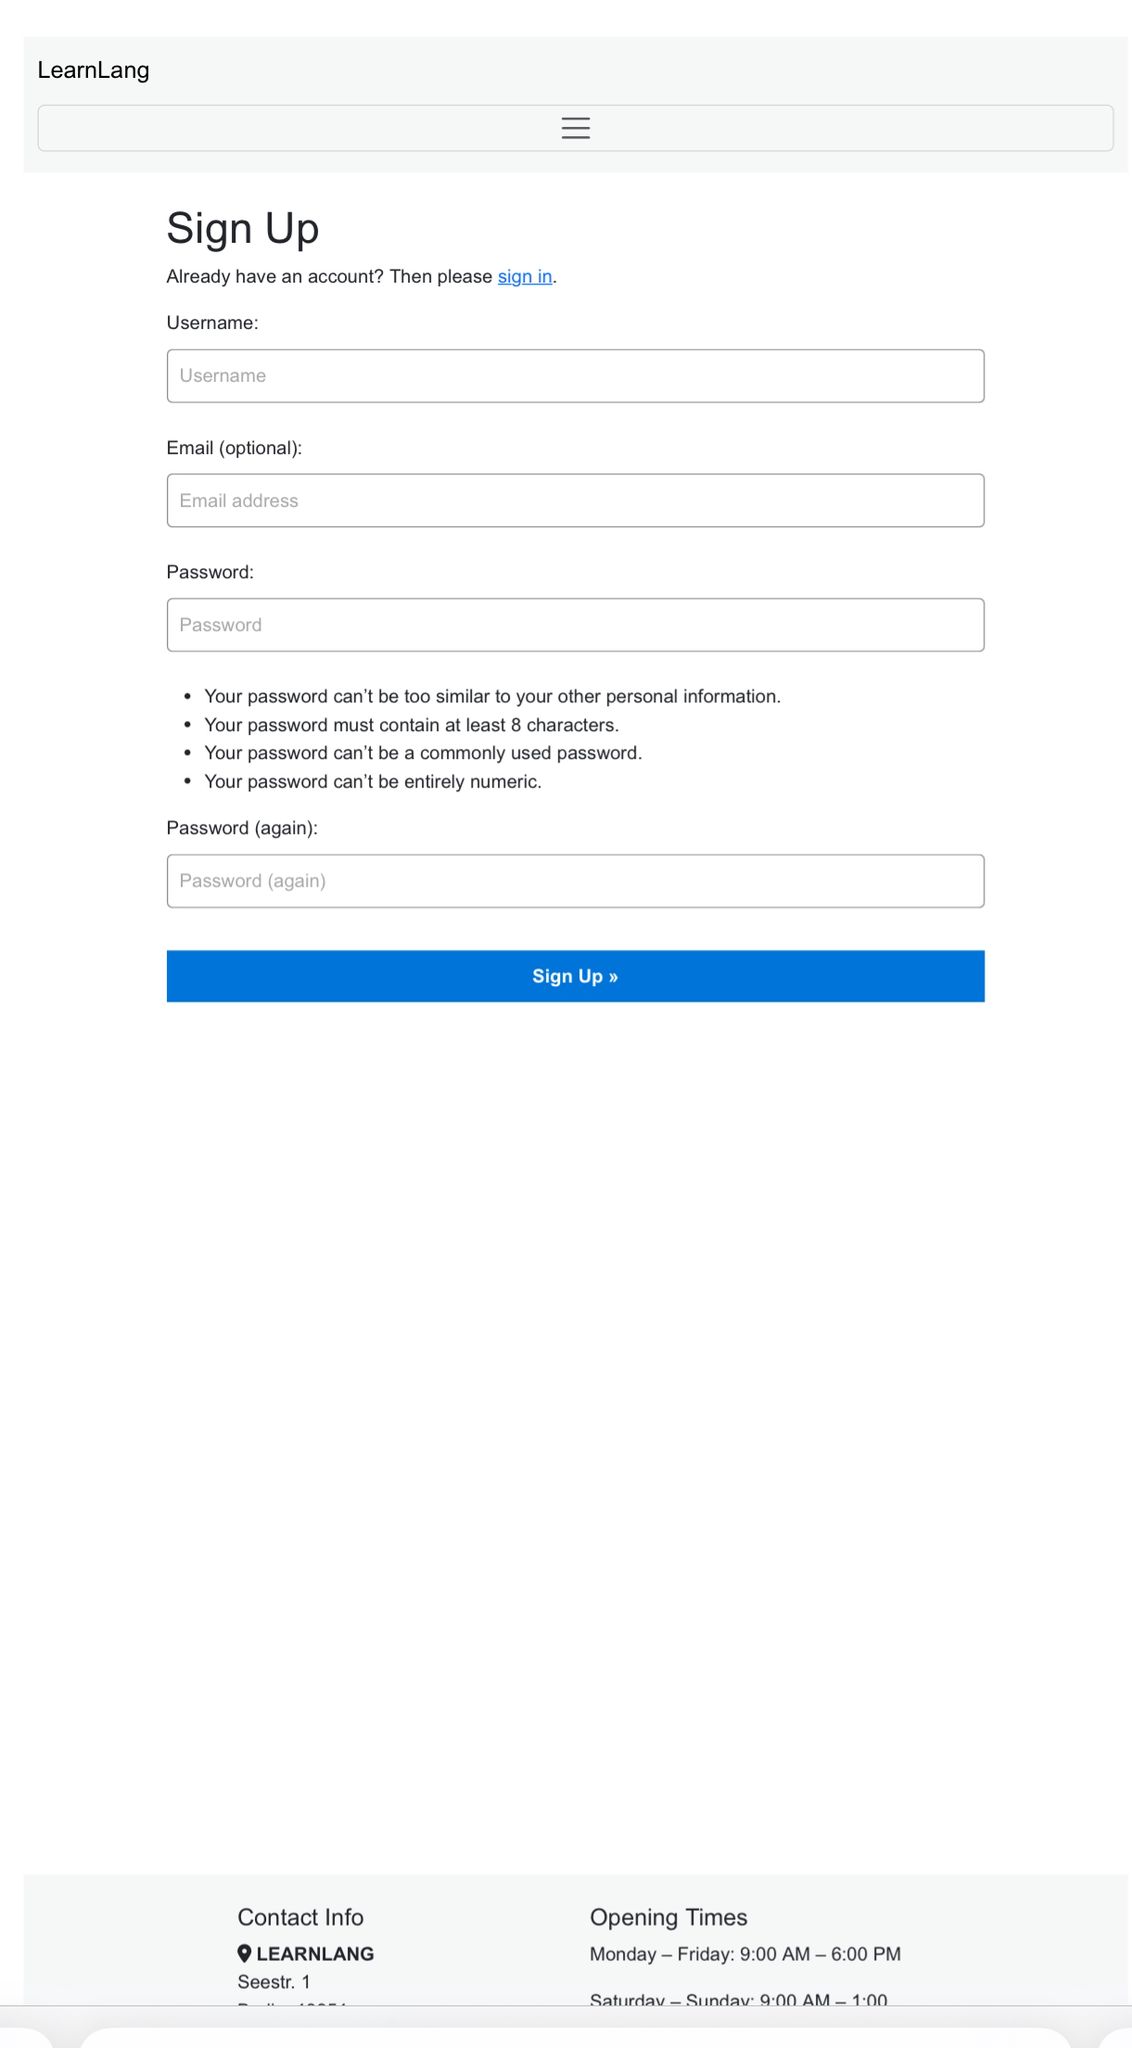 LearnLang
Sign Up
Already have an account? Then please sign in.
Username:
Username
Email (optional):
Email address
Password:
Password
• Your password can’t be too similar to your other personal information.
• Your password must contain at least 8 characters.
• Your password can’t be a commonly used password.
• Your password can’t be entirely numeric.
Password (again):
Password (again)
Sign Up »
Contact Info
LEARNLANG
Seestr. 1
Opening Times
Monday – Friday: 9:00 AM – 6:00 PM
Saturday – Sunday: 9:00 AM – 1:00